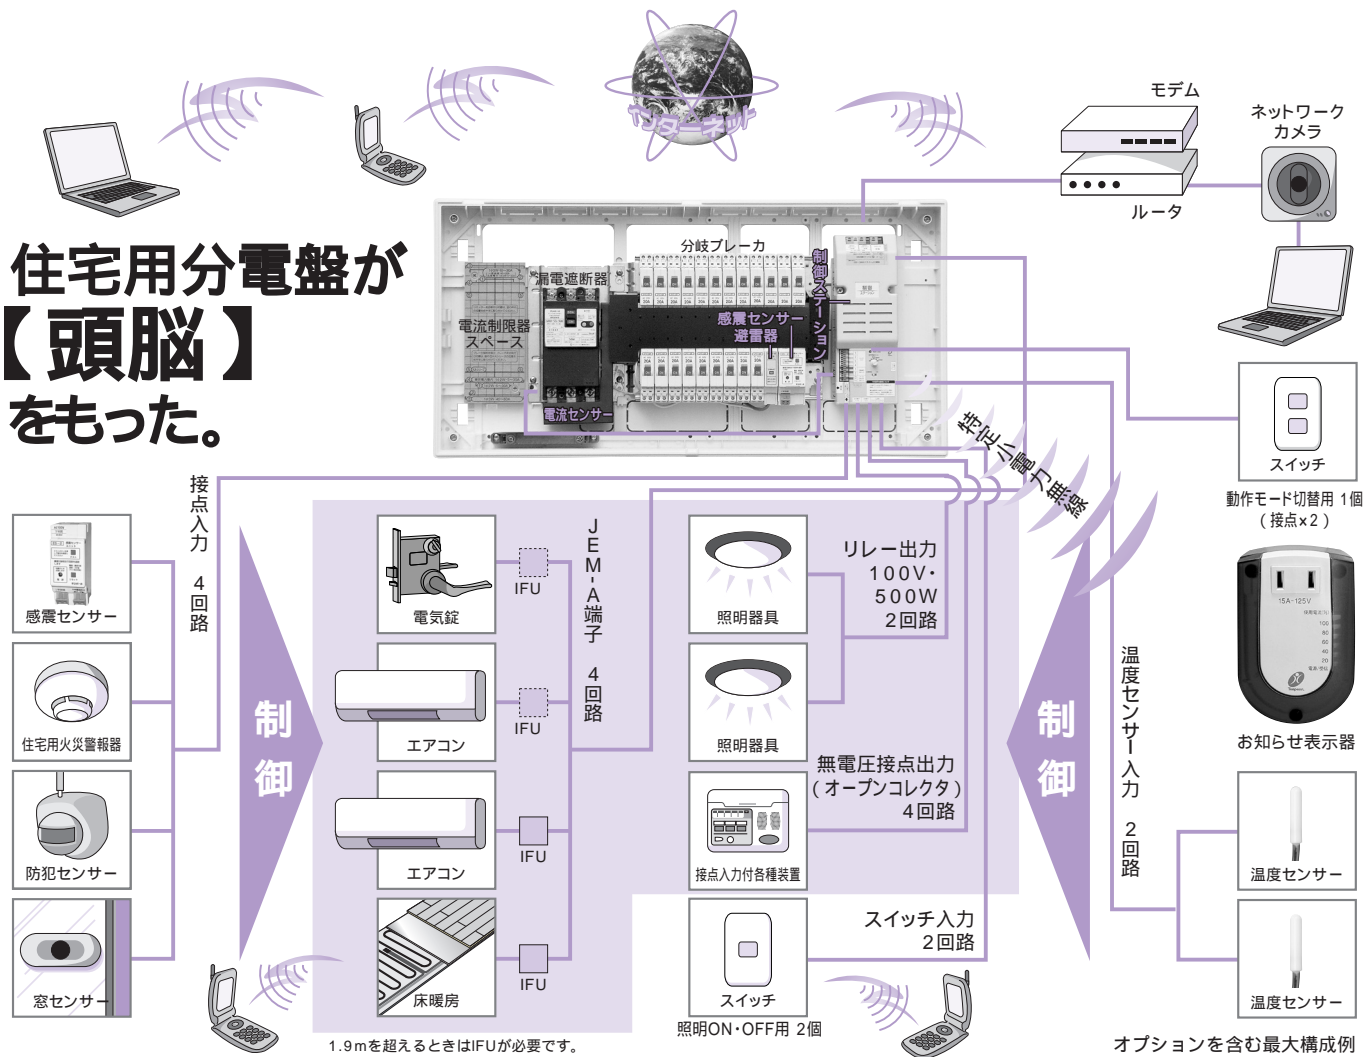 インターネット
モデム
ルータ
ネットワーク
カメラ
住宅用分電盤が
【頭脳】
をもった。
分岐ブレーカ
漏電遮断器
電流制限器
スペース
電流センサー
感震センサー
避雷器
制御ステーション
特定小電力無線
スイッチ
動作モード切替用 1個
(接点×2)
15A-125V
100
80
60
40
20
お知らせ表示器
接点入力 4回路
感震センサー
住宅用火災警報器
防犯センサー
窓センサー
制御
電気錠
IFU
エアコン
IFU
エアコン
IFU
床暖房
IFU
JEM-A端子 4回路
1.9mを超えるときはIFUが必要です。
照明器具
照明器具
リレー出力
100V・
500W
2回路
無電圧接点出力
(オープンコレクタ)
4回路
接点入力付各種装置
スイッチ入力
2回路
スイッチ
照明ON・OFF用 2個
制御
温度センサー入力 2回路
温度センサー
温度センサー
オプションを含む最大構成例